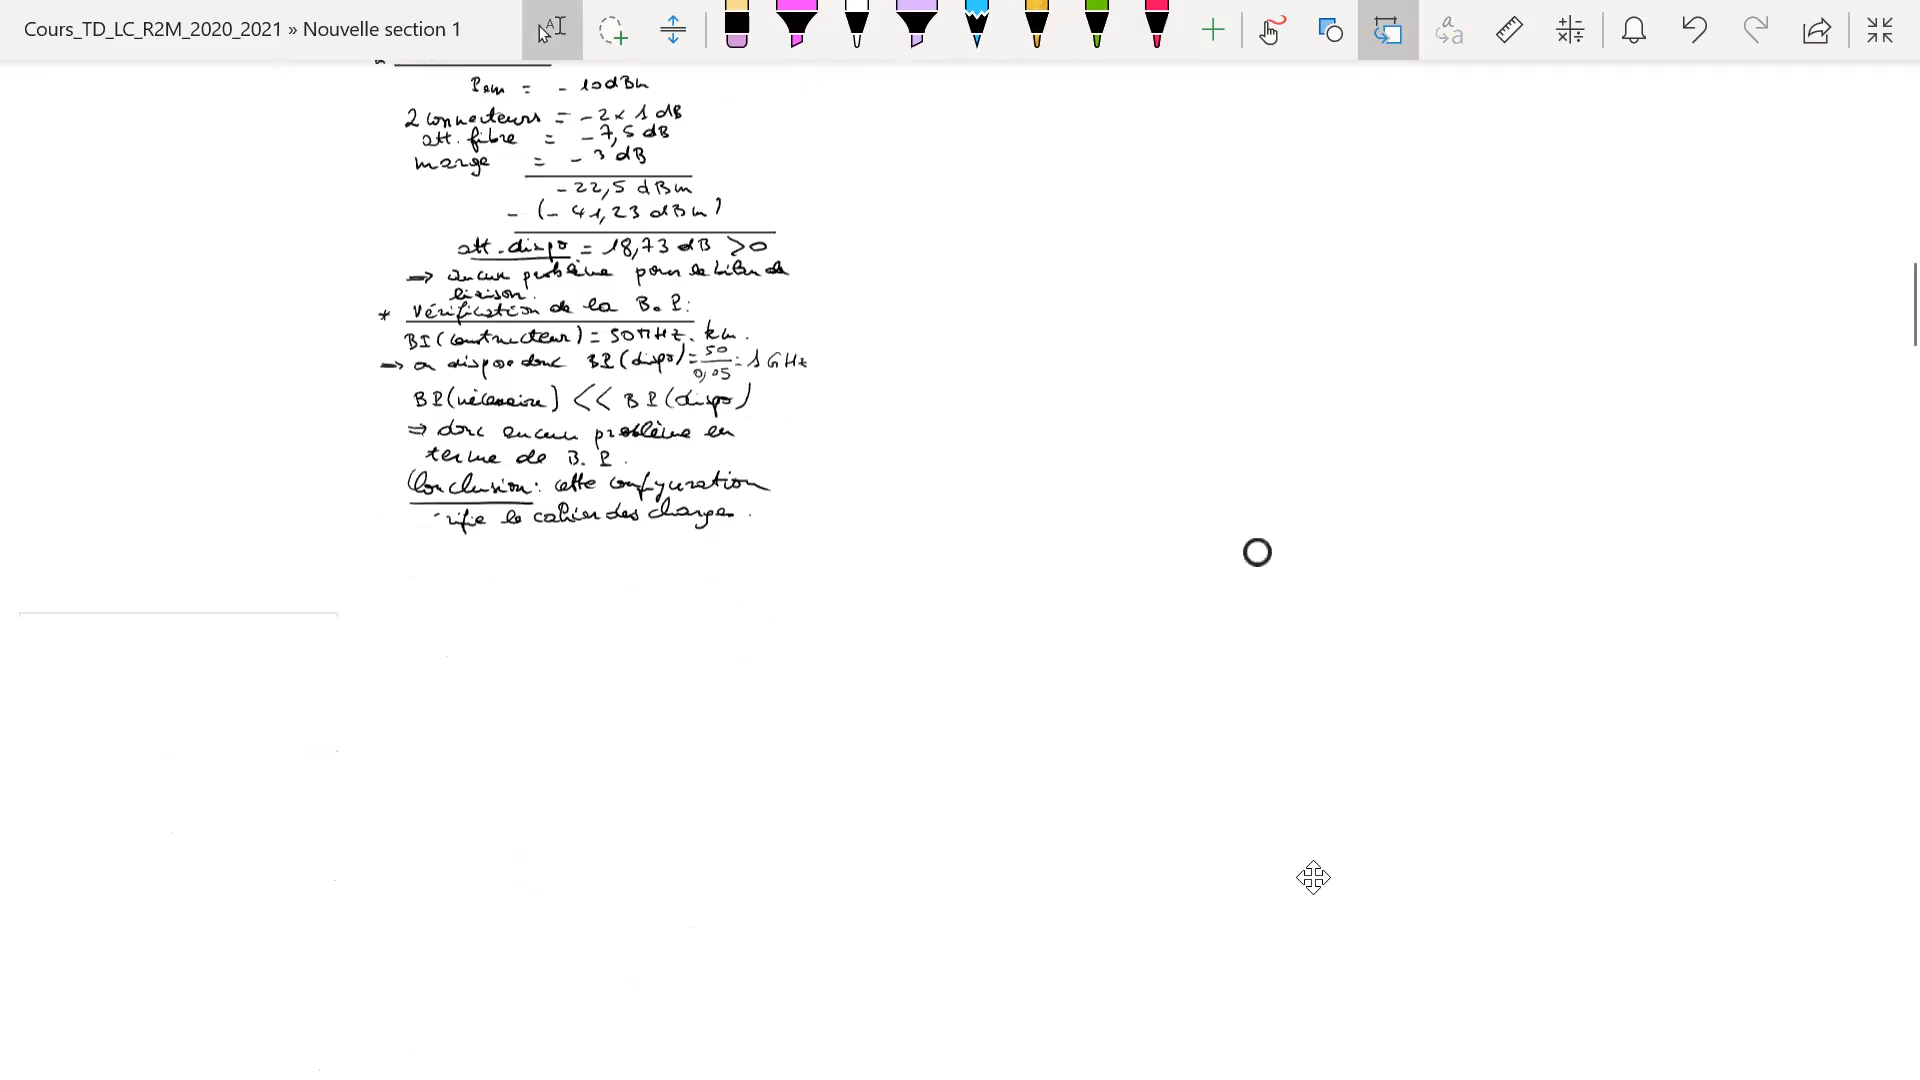 Cours_TD_LC_R2M_2020_2021 » Nouvelle section 1
Pem = - 10 dBm
2 connecteurs = - 2 x 1 dB
att. fibre = - 7,5 dB
marge = - 3 dB
- 22,5 dBm
- (- 41,23 dBm)
att. dispo = 18,73 dB > 0
→ aucun problème pour le bilan de
liaison.
* Vérification de la B.P:
BP(constructeur) = 50 MHz.km.
→ on dispose donc BP(dispo) = 50/0,05 = 1 GHz
BP(nécessaire) << BP(dispo)
⇒ donc aucun problème en
terme de B.P.
Conclusion: cette configuration
le cahier des charges.